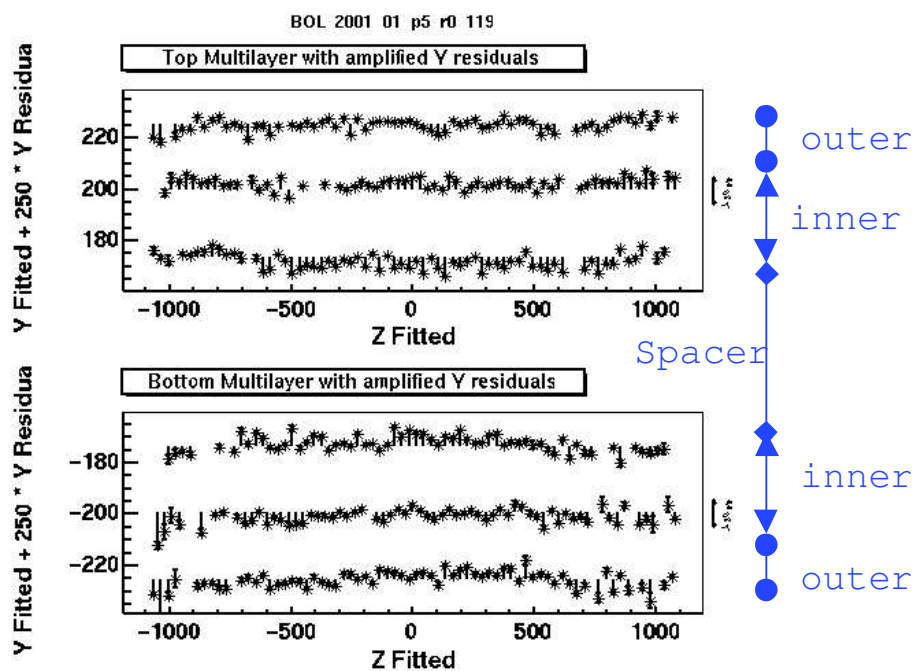 BOL 2001 01 p5 r0 119
Top Multilayer with amplified Y residuals
Y Fitted + 250 * Y Residua
220
200
180
−1000 −500 0 500 1000
Z Fitted
outer
inner
Spacer
Bottom Multilayer with amplified Y residuals
Y Fitted + 250 * Y Residua
−180
−200
−220
−1000 −500 0 500 1000
Z Fitted
inner
outer